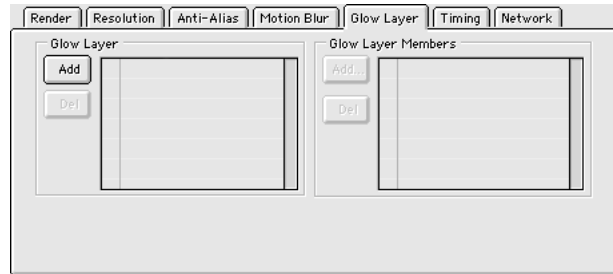 Render Resolution Anti-Alias Motion Blur Glow Layer Timing Network
Glow Layer
Add
Del
Glow Layer Members
Add...
Del